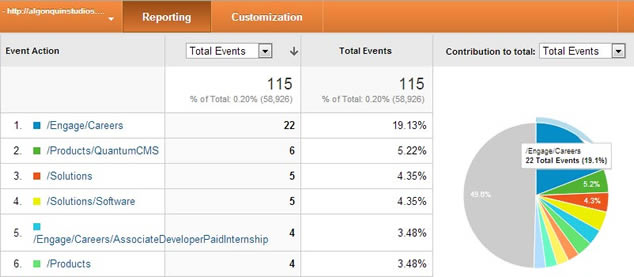 - http://algonquinstudios....
Reporting
Customization
Event Action
Total Events
Total Events
Contribution to total: Total Events
115
% of Total: 0.20% (58,926)
115
% of Total: 0.20% (58,926)
1. /Engage/Careers 22 19.13%
2. /Products/QuantumCMS 6 5.22%
3. /Solutions 5 4.35%
4. /Solutions/Software 5 4.35%
5. /Engage/Careers/AssociateDeveloperPaidInternship 4 3.48%
6. /Products 4 3.48%
/Engage/Careers
22 Total Events (19.1%)
5.2%
4.3%
49.6%